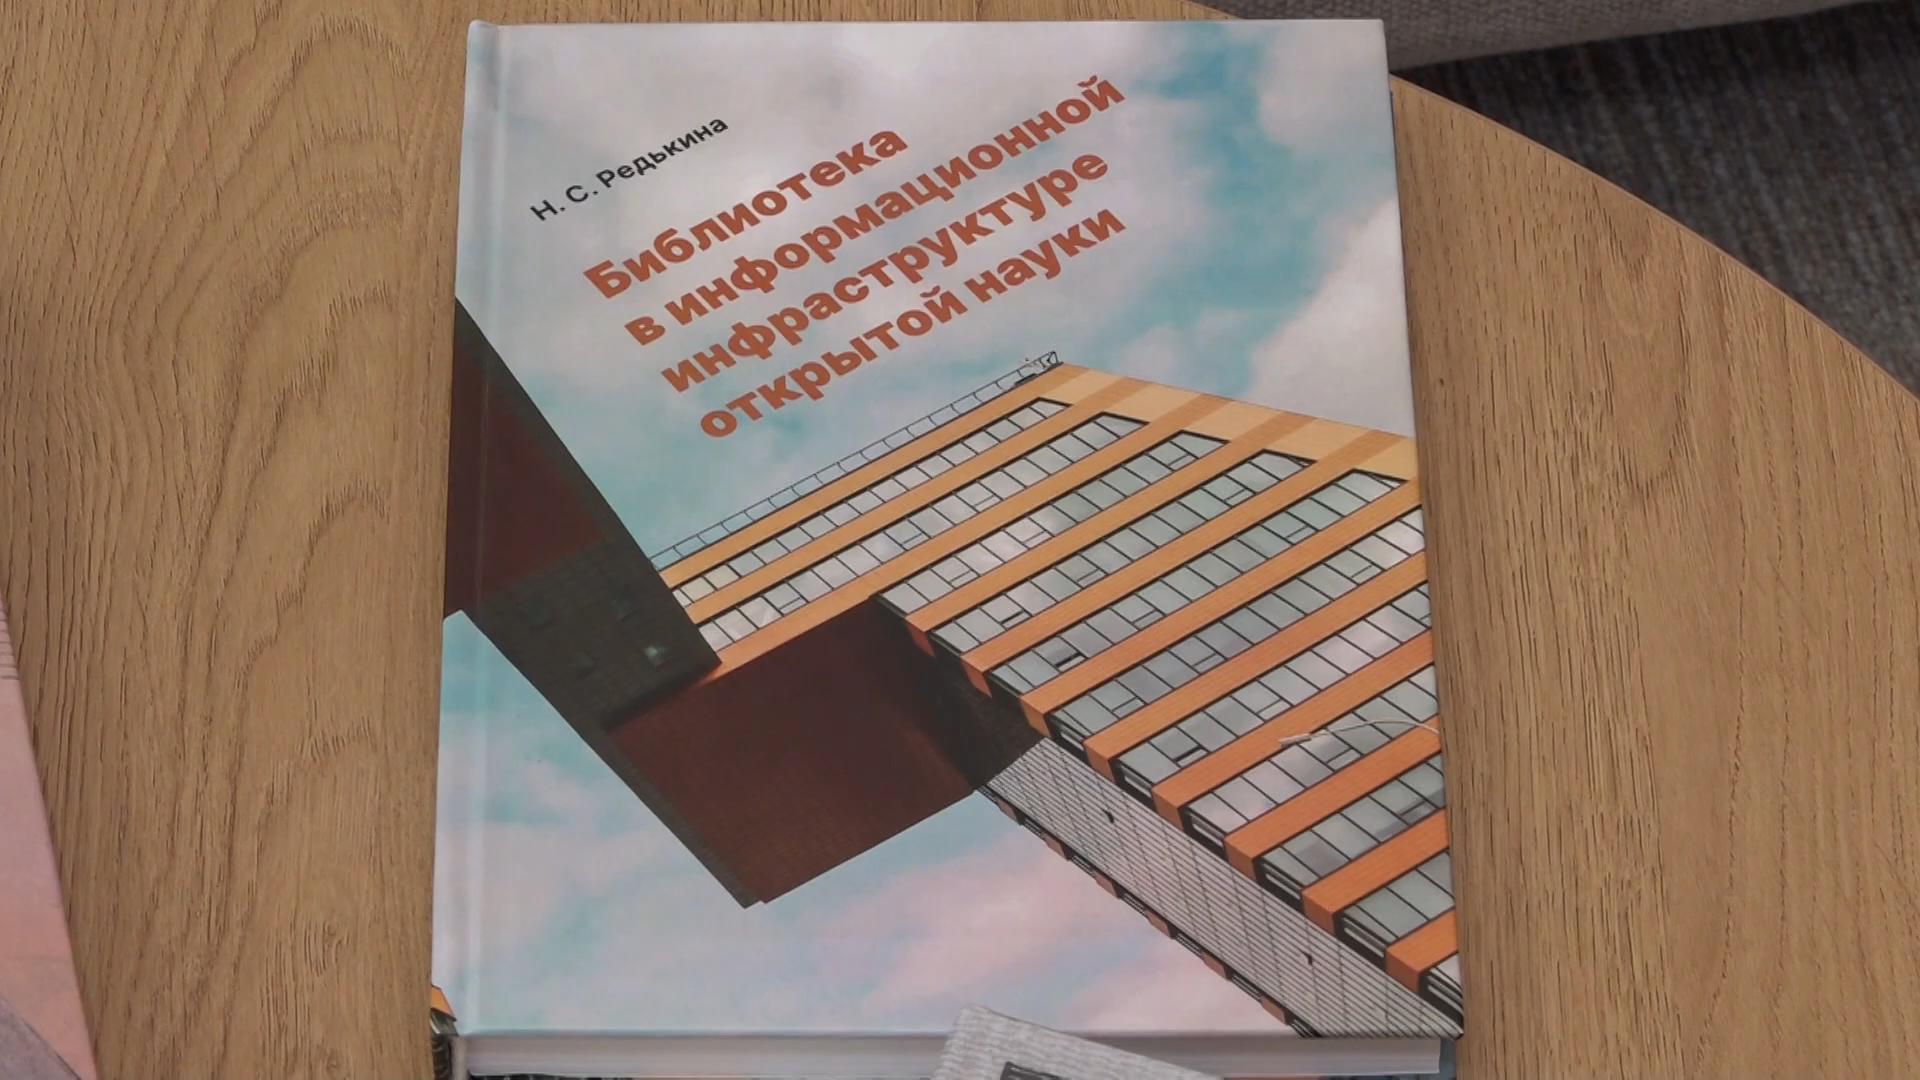 Н. С. Редькина
Библиотека
в информационной
инфраструктуре
открытой науки